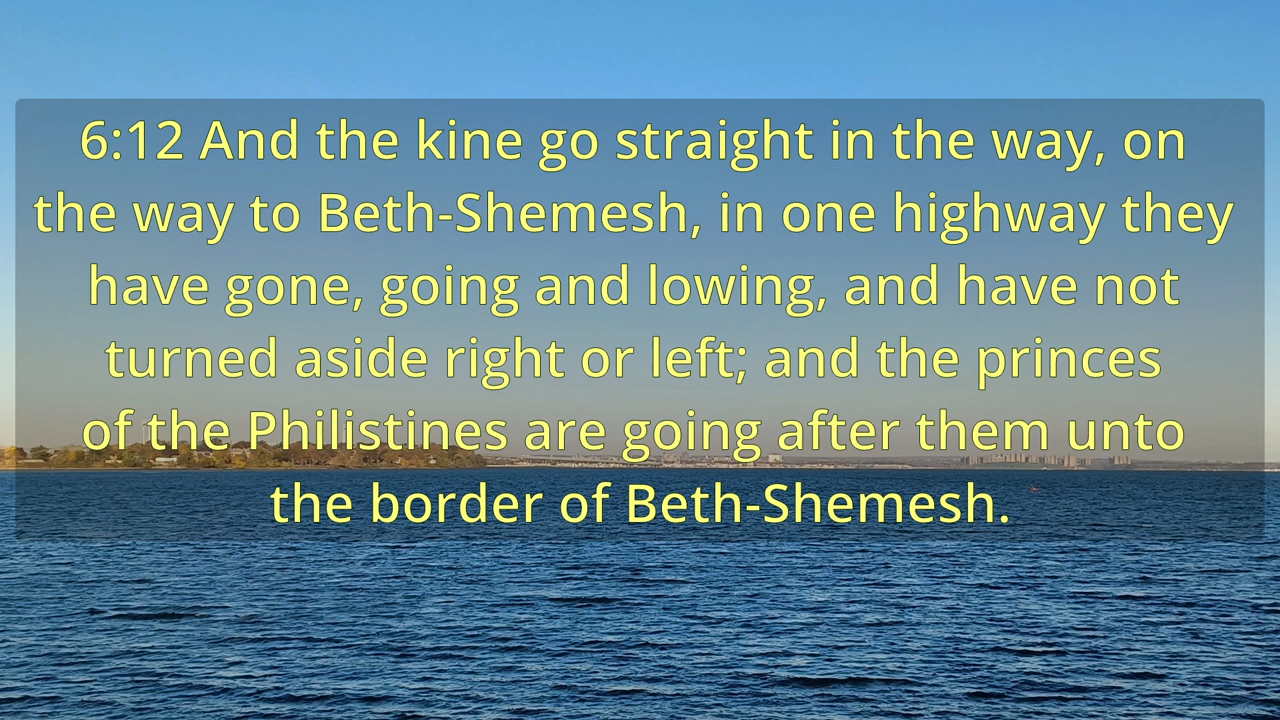 6:12 And the kine go straight in the way, on
the way to Beth-Shemesh, in one highway they
have gone, going and lowing, and have not
turned aside right or left; and the princes
of the Philistines are going after them unto
the border of Beth-Shemesh.